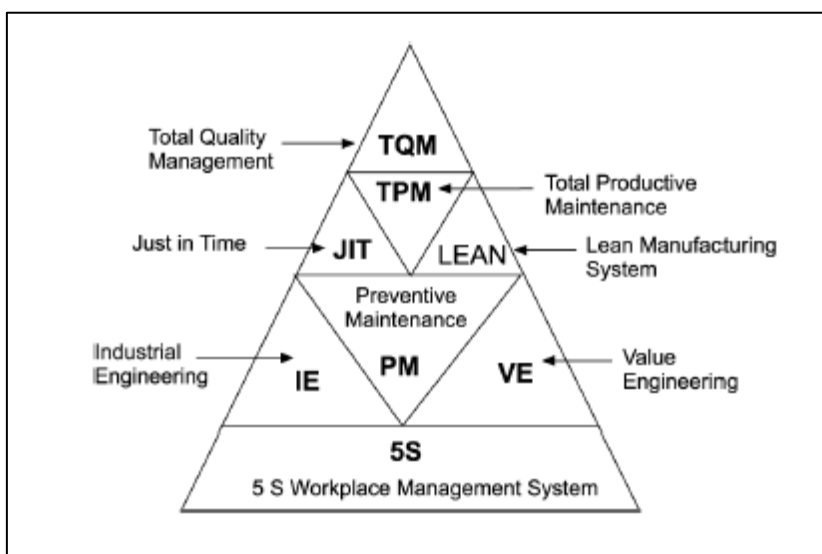 Total Quality
Management
TQM
TPM
Total Productive
Maintenance
Just in Time
JIT
LEAN
Lean Manufacturing
System
Preventive
Maintenance
Industrial
Engineering
IE
PM
VE
Value
Engineering
5S
5 S Workplace Management System